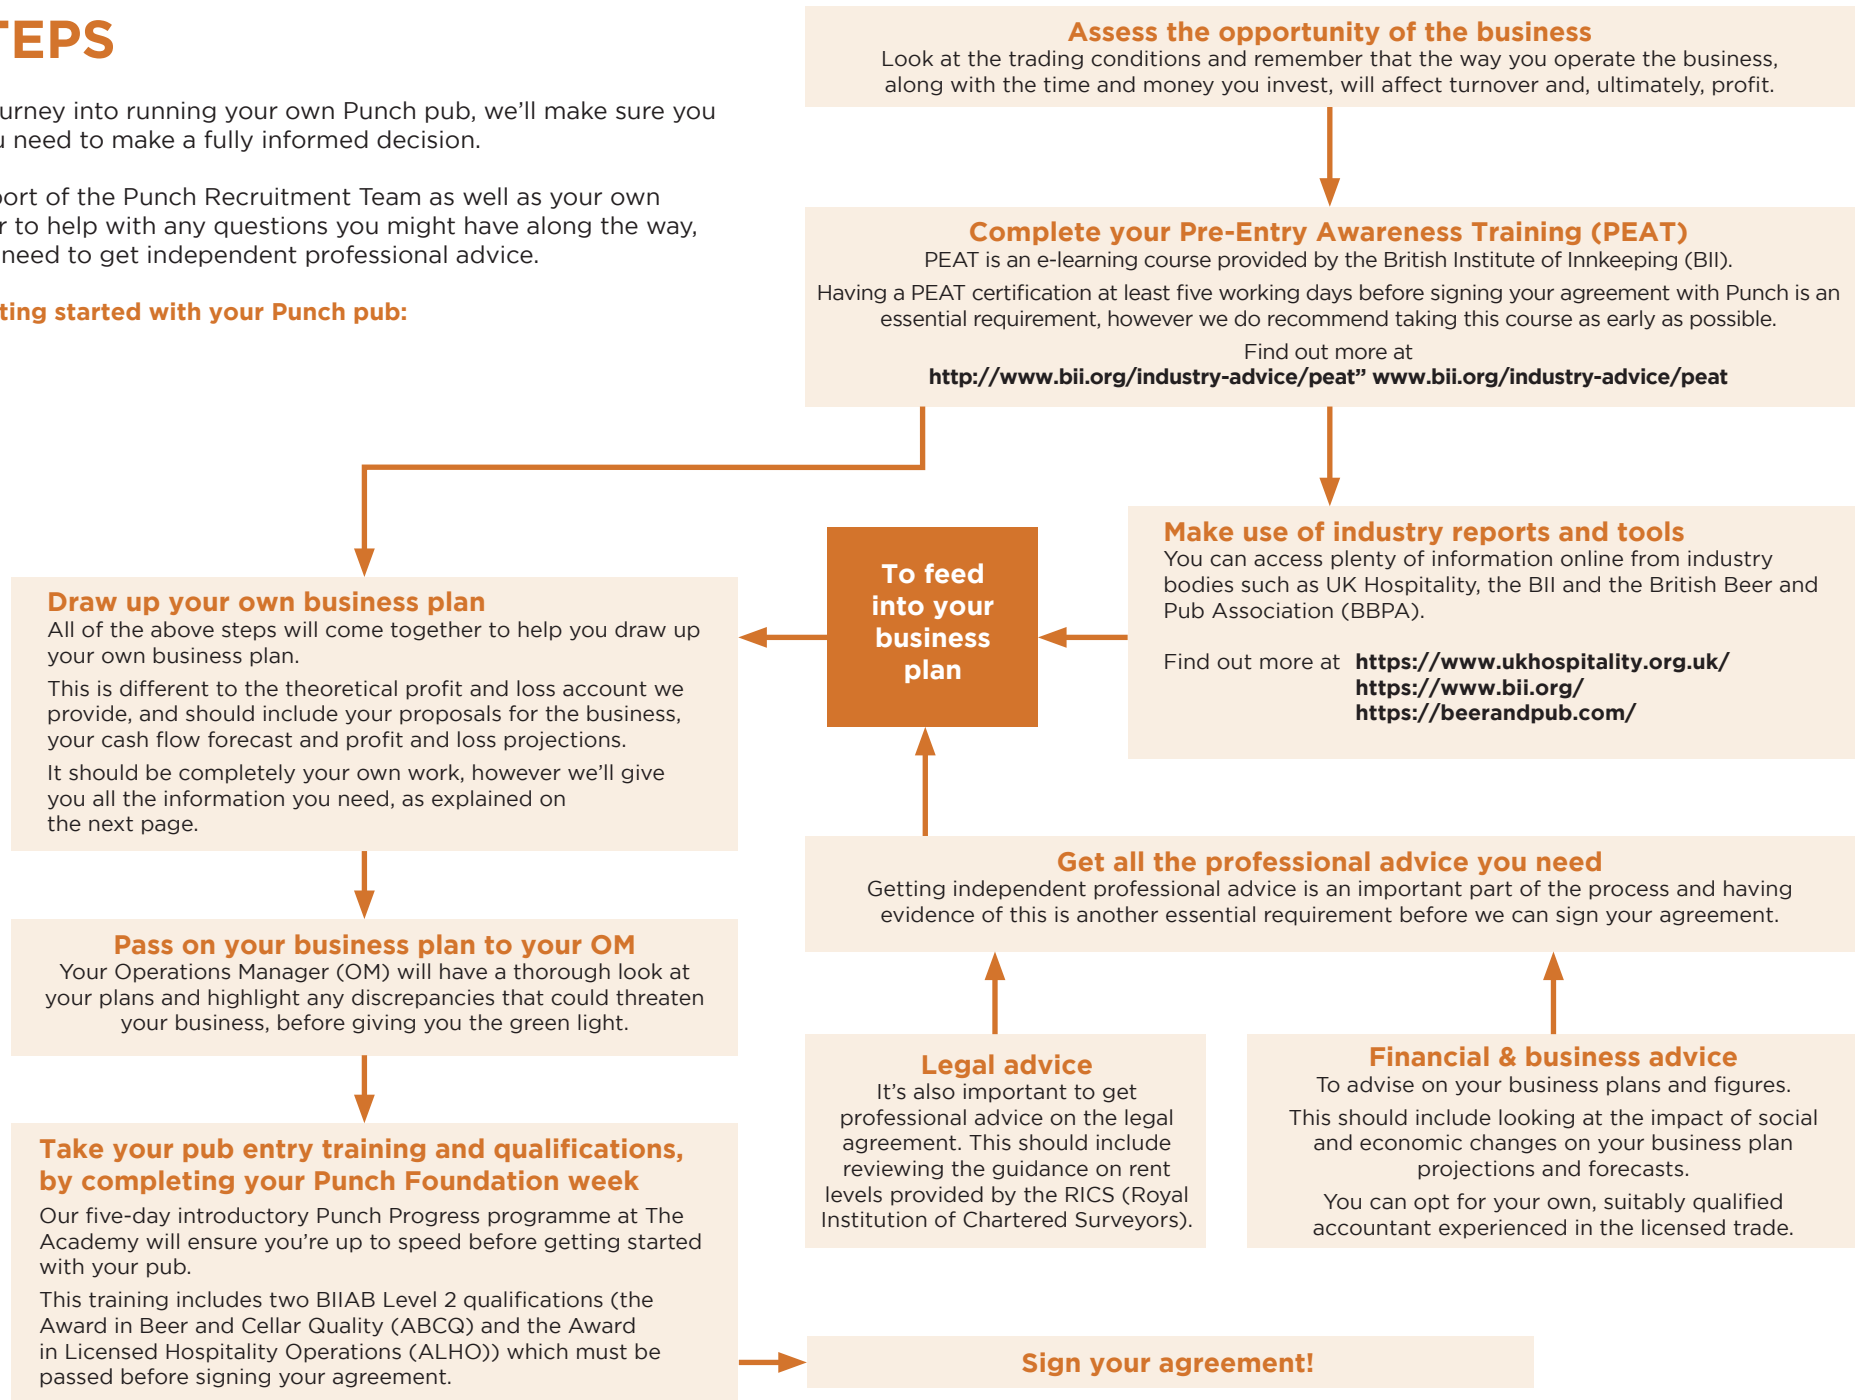 TEPS
urney into running your own Punch pub, we’ll make sure you
need to make a fully informed decision.
ort of the Punch Recruitment Team as well as your own
r to help with any questions you might have along the way,
need to get independent professional advice.
ting started with your Punch pub:
Assess the opportunity of the business
Look at the trading conditions and remember that the way you operate the business,
along with the time and money you invest, will affect turnover and, ultimately, profit.
Complete your Pre-Entry Awareness Training (PEAT)
PEAT is an e-learning course provided by the British Institute of Innkeeping (BII).
Having a PEAT certification at least five working days before signing your agreement with Punch is an
essential requirement, however we do recommend taking this course as early as possible.
Find out more at
http://www.bii.org/industry-advice/peat” www.bii.org/industry-advice/peat
Make use of industry reports and tools
You can access plenty of information online from industry
bodies such as UK Hospitality, the BII and the British Beer and
Pub Association (BBPA).
Find out more at https://www.ukhospitality.org.uk/
https://www.bii.org/
https://beerandpub.com/
To feed
into your
business
plan
Draw up your own business plan
All of the above steps will come together to help you draw up
your own business plan.
This is different to the theoretical profit and loss account we
provide, and should include your proposals for the business,
your cash flow forecast and profit and loss projections.
It should be completely your own work, however we’ll give
you all the information you need, as explained on
the next page.
Get all the professional advice you need
Getting independent professional advice is an important part of the process and having
evidence of this is another essential requirement before we can sign your agreement.
Pass on your business plan to your OM
Your Operations Manager (OM) will have a thorough look at
your plans and highlight any discrepancies that could threaten
your business, before giving you the green light.
Legal advice
It’s also important to get
professional advice on the legal
agreement. This should include
reviewing the guidance on rent
levels provided by the RICS (Royal
Institution of Chartered Surveyors).
Financial & business advice
To advise on your business plans and figures.
This should include looking at the impact of social
and economic changes on your business plan
projections and forecasts.
You can opt for your own, suitably qualified
accountant experienced in the licensed trade.
Take your pub entry training and qualifications,
by completing your Punch Foundation week
Our five-day introductory Punch Progress programme at The
Academy will ensure you’re up to speed before getting started
with your pub.
This training includes two BIIAB Level 2 qualifications (the
Award in Beer and Cellar Quality (ABCQ) and the Award
in Licensed Hospitality Operations (ALHO)) which must be
passed before signing your agreement.
Sign your agreement!